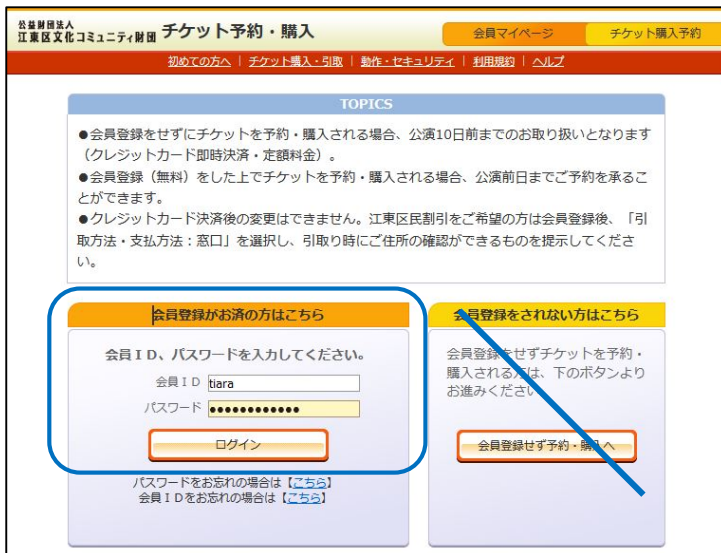 公益財団法人
江東区文化コミュニティ財団 チケット予約・購入
会員マイページ
チケット購入予約
初めての方へ | チケット購入・引取 | 動作・セキュリティ | 利用規約 | ヘルプ
TOPICS
●会員登録をせずにチケットを予約・購入される場合、公演10日前までのお取り扱いとなります
（クレジットカード即時決済・定額料金）。
●会員登録（無料）をした上でチケットを予約・購入される場合、公演前日までご予約を承るこ
とができます。
●クレジットカード決済後の変更はできません。江東区民割引をご希望の方は会員登録後、「引
取方法・支払方法：窓口」を選択し、引取り時にご住所の確認ができるものを提示してくださ
い。
会員登録がお済の方はこちら
会員ＩＤ、パスワードを入力してください。
会員ＩＤ tiara
パスワード ●●●●●●●●●●●●
ログイン
パスワードをお忘れの場合は【こちら】
会員ＩＤをお忘れの場合は【こちら】
会員登録をされない方はこちら
会員登録をせずチケットを予約・
購入される方は、下のボタンより
お進みください
会員登録せず予約・購入へ